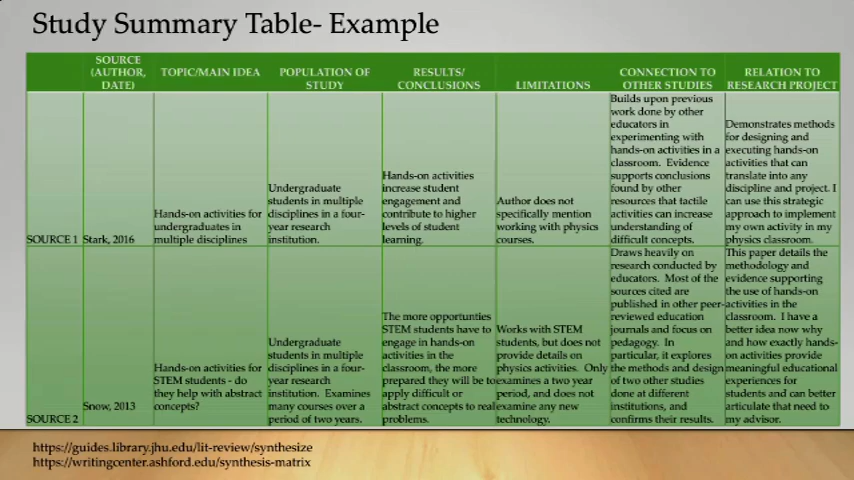 Study Summary Table- Example
SOURCE
(AUTHOR,
DATE)
TOPIC/MAIN IDEA
POPULATION OF
STUDY
RESULTS/
CONCLUSIONS
LIMITATIONS
CONNECTION TO
OTHER STUDIES
RELATION TO
RESEARCH PROJECT
SOURCE 1
Stark, 2016
Hands-on activities for
undergraduates in
multiple disciplines
Undergraduate
students in multiple
disciplines in a four-
year research
institution.
Hands-on activities
increase student
engagement and
contribute to higher
levels of student
learning.
Author does not
specifically mention
working with physics
courses.
Builds upon previous
work done by other
educators in
experimenting with
hands-on activities in a
classroom. Evidence
supports conclusions
found by other
resources that tactile
activities can increase
understanding of
difficult concepts.
Demonstrates methods
for designing and
executing hands-on
activities that can
translate into any
discipline and project. I
can use this strategic
approach to implement
my own activity in my
physics classroom.
SOURCE 2
Snow, 2013
Hands-on activities for
STEM students - do
they help with abstract
concepts?
Undergraduate
students in multiple
disciplines in a four-
year research
institution. Examines
many courses over a
period of two years.
The more opportunties
STEM students have to
engage in hands-on
activities in the
classroom, the more
prepared they will be to
apply difficult or
abstract concepts to real
problems.
Works with STEM
students, but does not
provide details on
physics activities. Only
examines a two year
period, and does not
examine any new
technology.
Draws heavily on
research conducted by
educators. Most of the
sources cited are
published in other peer-
reviewed education
journals and focus on
pedagogy. In
particular, it explores
the methods and design
of two other studies
done at different
institutions, and
confirms their results.
This paper details the
methodology and
evidence supporting
the use of hands-on
activities in the
classroom. I have a
better idea now why
and how exactly hands-
on activities provide
meaningful educational
experiences for
students and can better
articulate that need to
my advisor.
https://guides.library.jhu.edu/lit-review/synthesize
https://writingcenter.ashford.edu/synthesis-matrix